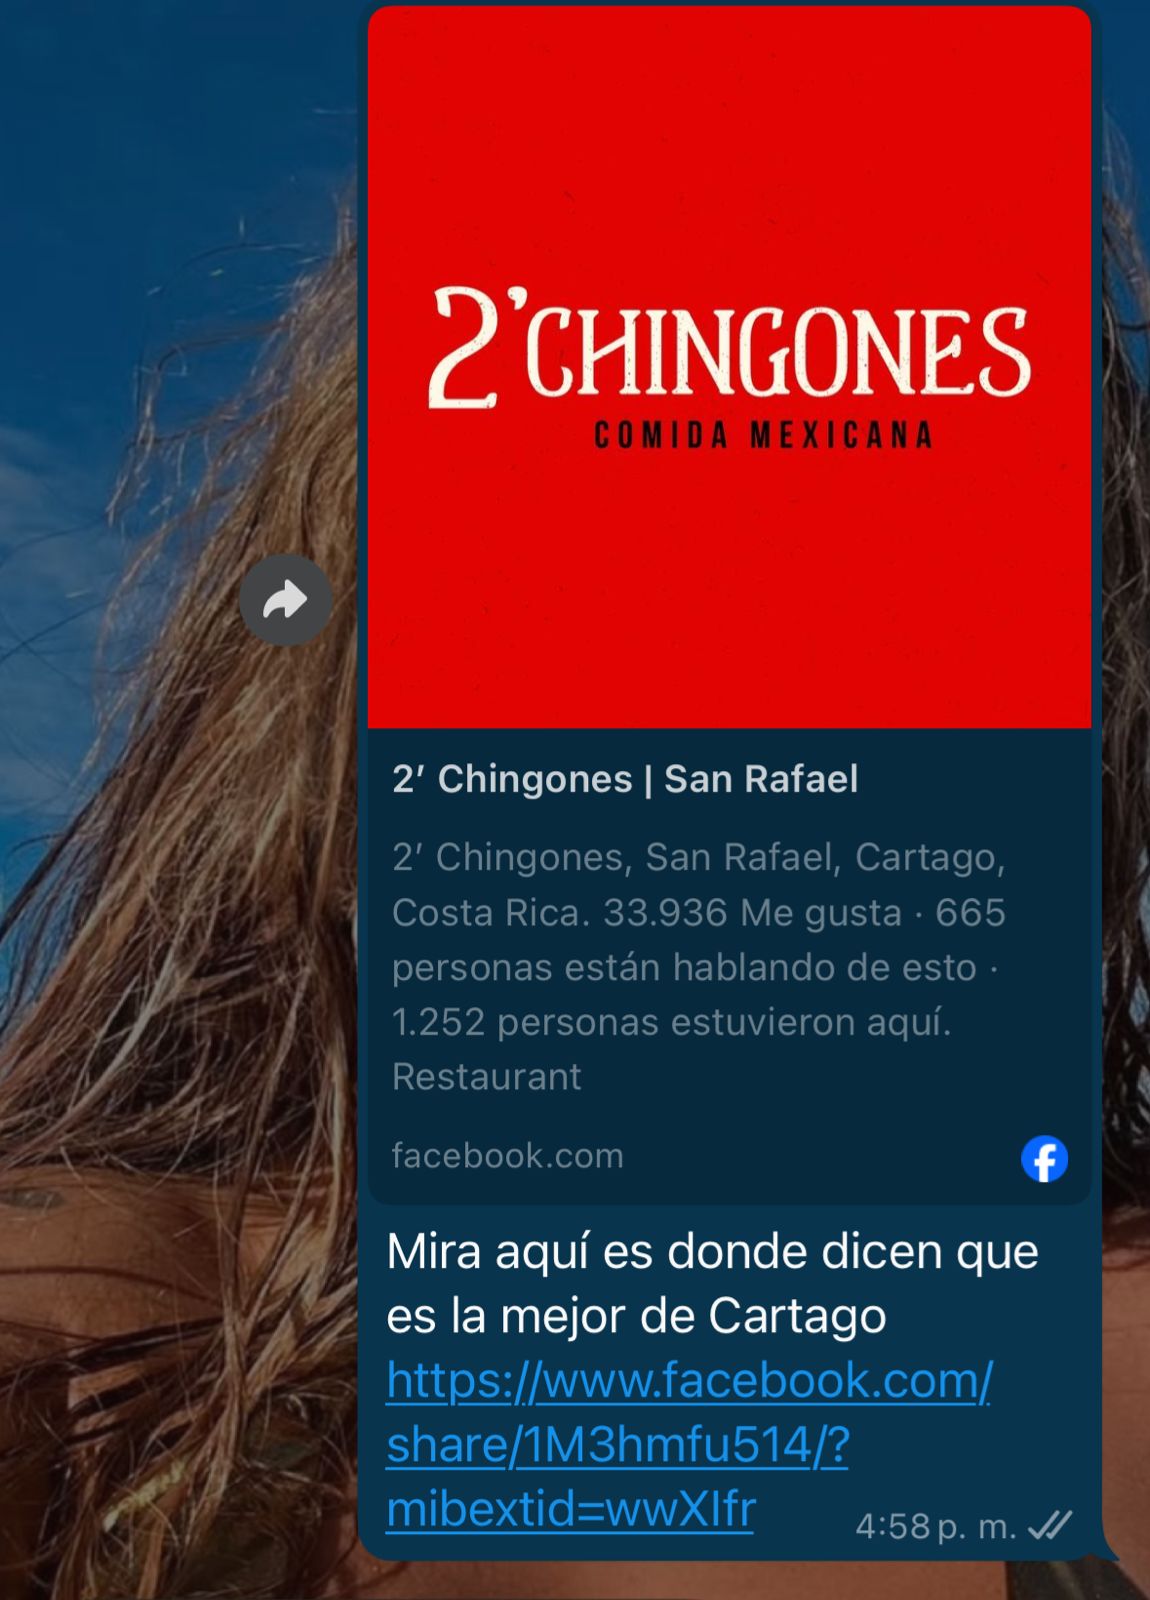 2’CHINGONES
COMIDA MEXICANA
2’ Chingones | San Rafael
2’ Chingones, San Rafael, Cartago,
Costa Rica. 33.936 Me gusta · 665
personas están hablando de esto ·
1.252 personas estuvieron aquí.
Restaurant
facebook.com
Mira aquí es donde dicen que
es la mejor de Cartago
https://www.facebook.com/
share/1M3hmfu514/?
mibextid=wwXIfr
4:58 p. m.